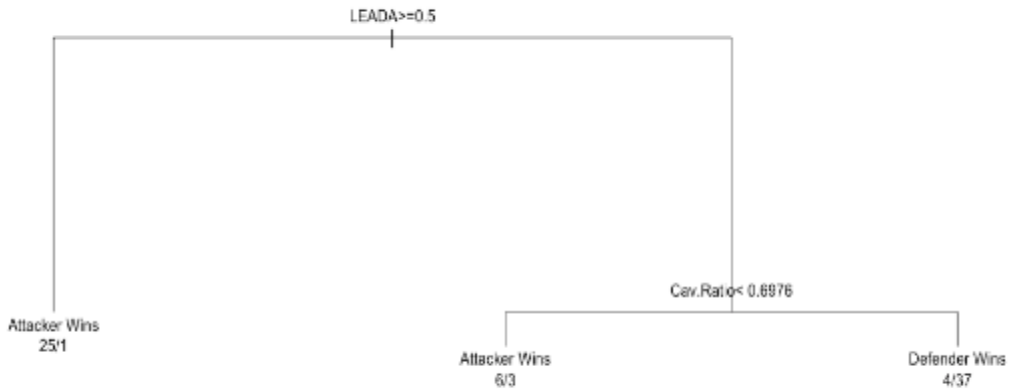 LEADA>=0.5
Cav.Ratio< 0.6976
Attacker Wins
25/1
Attacker Wins
6/3
Defender Wins
4/37